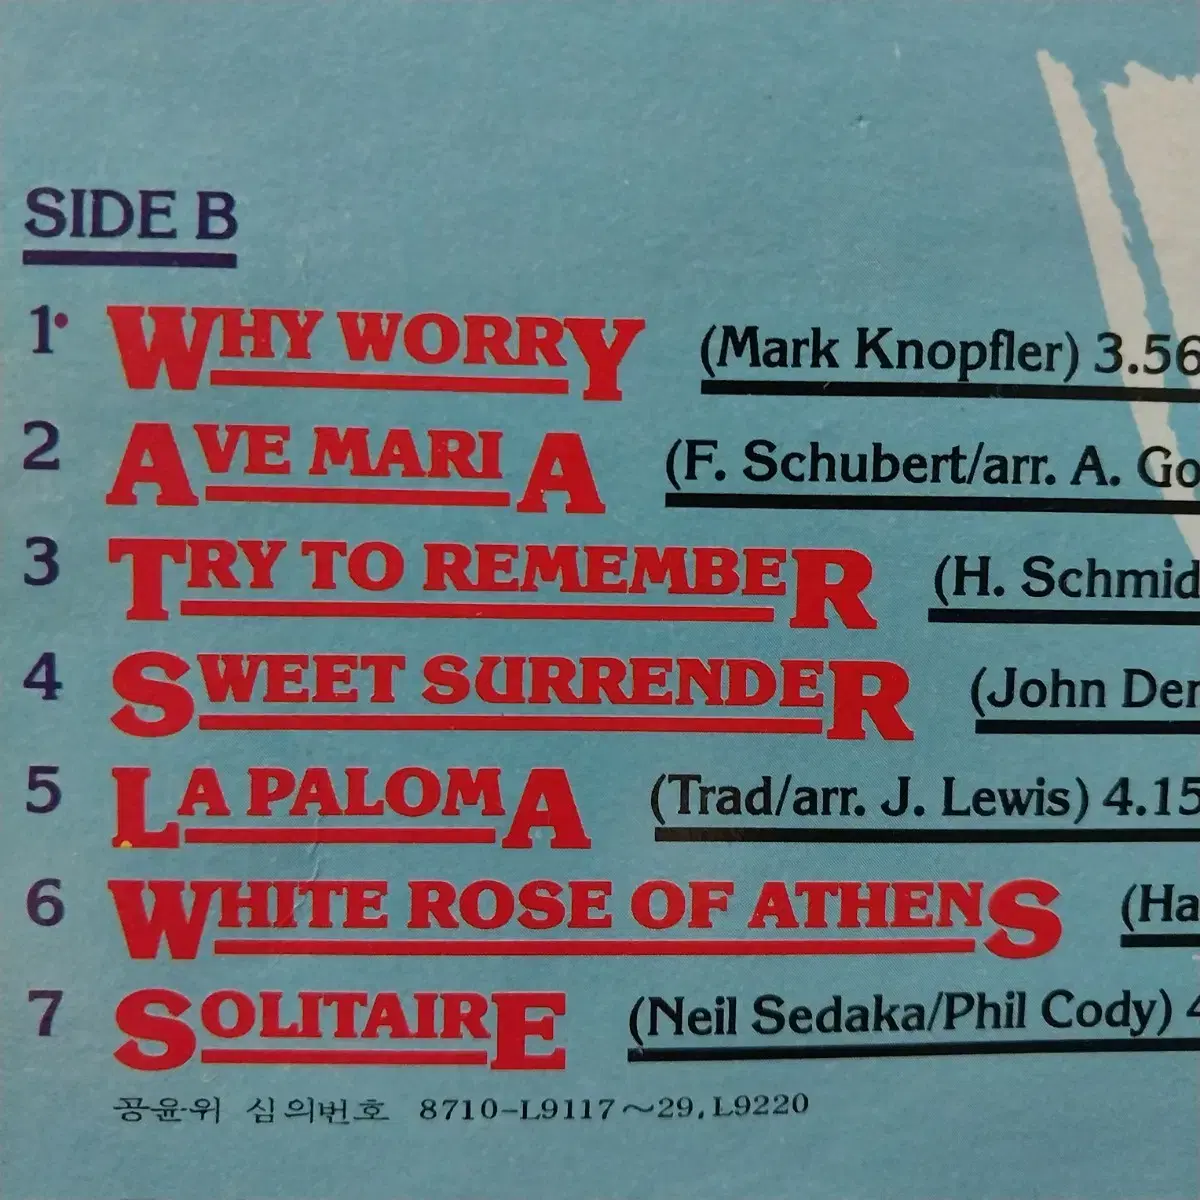 SIDE B
1 WHY WORRY (Mark Knopfler) 3.56
2 AVE MARIA (F. Schubert/arr. A. Go
3 TRY TO REMEMBER (H. Schmid
4 SWEET SURRENDER (John Den
5 LA PALOMA (Trad/arr. J. Lewis) 4.15
6 WHITE ROSE OF ATHENS (Ha
7 SOLITAIRE (Neil Sedaka/Phil Cody) 4
공윤위 심의번호 8710-L9117~29, L9220